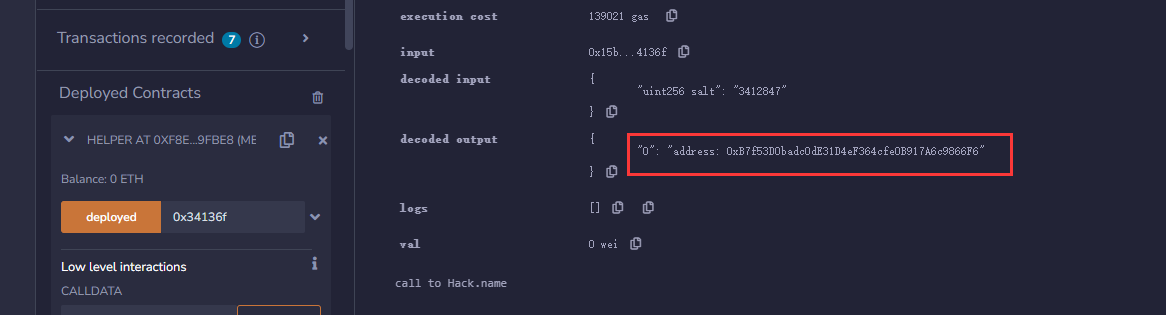 Transactions recorded 7 i
Deployed Contracts
HELPER AT 0XF8E...9FBE8 (ME
Balance: 0 ETH
deployed 0x34136f
Low level interactions i
CALLDATA
execution cost 139021 gas
input 0x15b...4136f
decoded input {
"uint256 salt": "3412847"
}
decoded output {
"0": "address: 0xB7f53D0badc0dE31D4eF364cfe0B917A6c9866F6"
}
logs []
val 0 wei
call to Hack.name